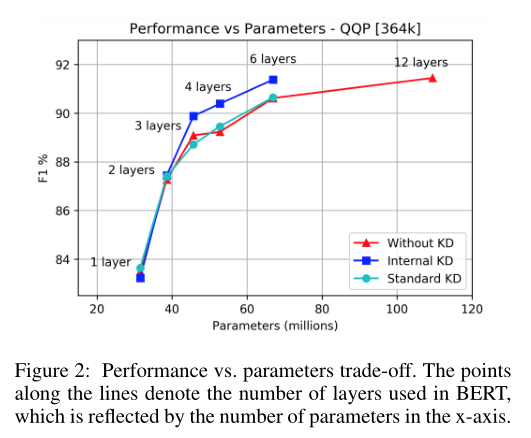 Performance vs Parameters - QQP [364k]
6 layers
12 layers
92
4 layers
90
3 layers
88
2 layers
F1 %
86
Without KD
Internal KD
84
1 layer
Standard KD
20 40 60 80 100 120
Parameters (millions)
Figure 2: Performance vs. parameters trade-off. The points
along the lines denote the number of layers used in BERT,
which is reflected by the number of parameters in the x-axis.